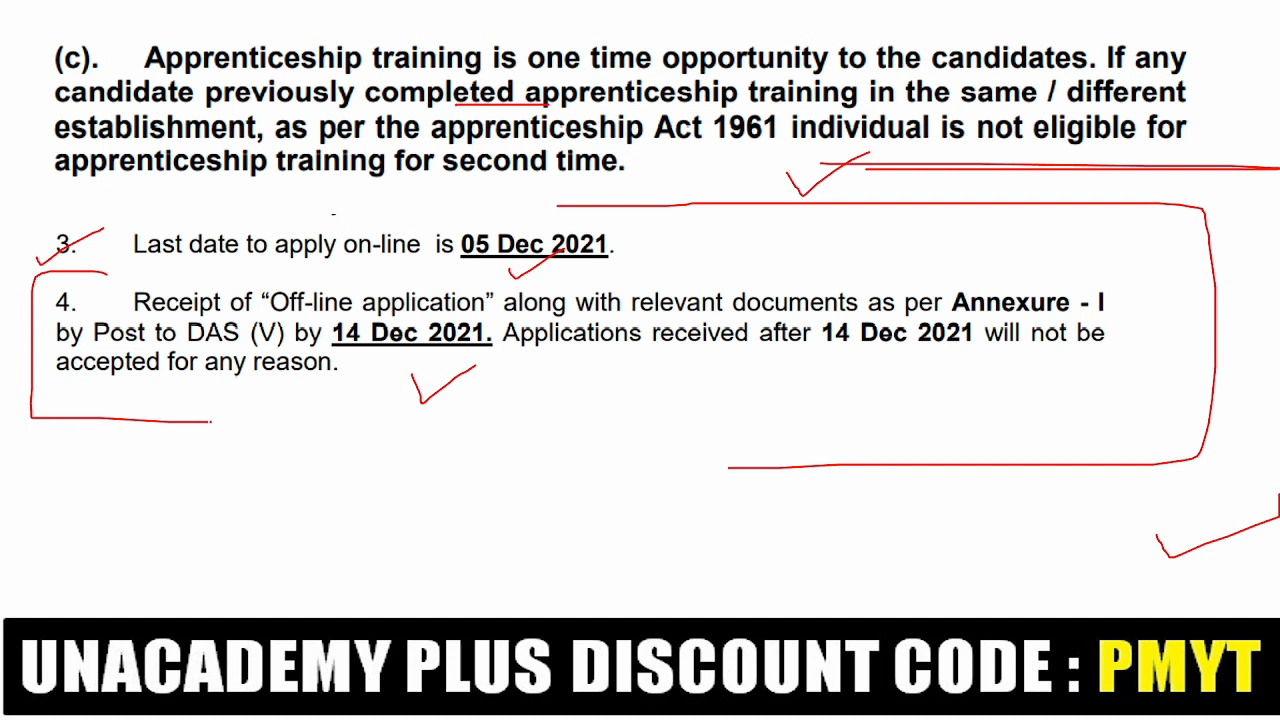 (c). Apprenticeship training is one time opportunity to the candidates. If any
candidate previously completed apprenticeship training in the same / different
establishment, as per the apprenticeship Act 1961 individual is not eligible for
apprenticeship training for second time.
3. Last date to apply on-line is 05 Dec 2021.
4. Receipt of “Off-line application” along with relevant documents as per Annexure - I
by Post to DAS (V) by 14 Dec 2021. Applications received after 14 Dec 2021 will not be
accepted for any reason.
UNACADEMY PLUS DISCOUNT CODE : PMYT